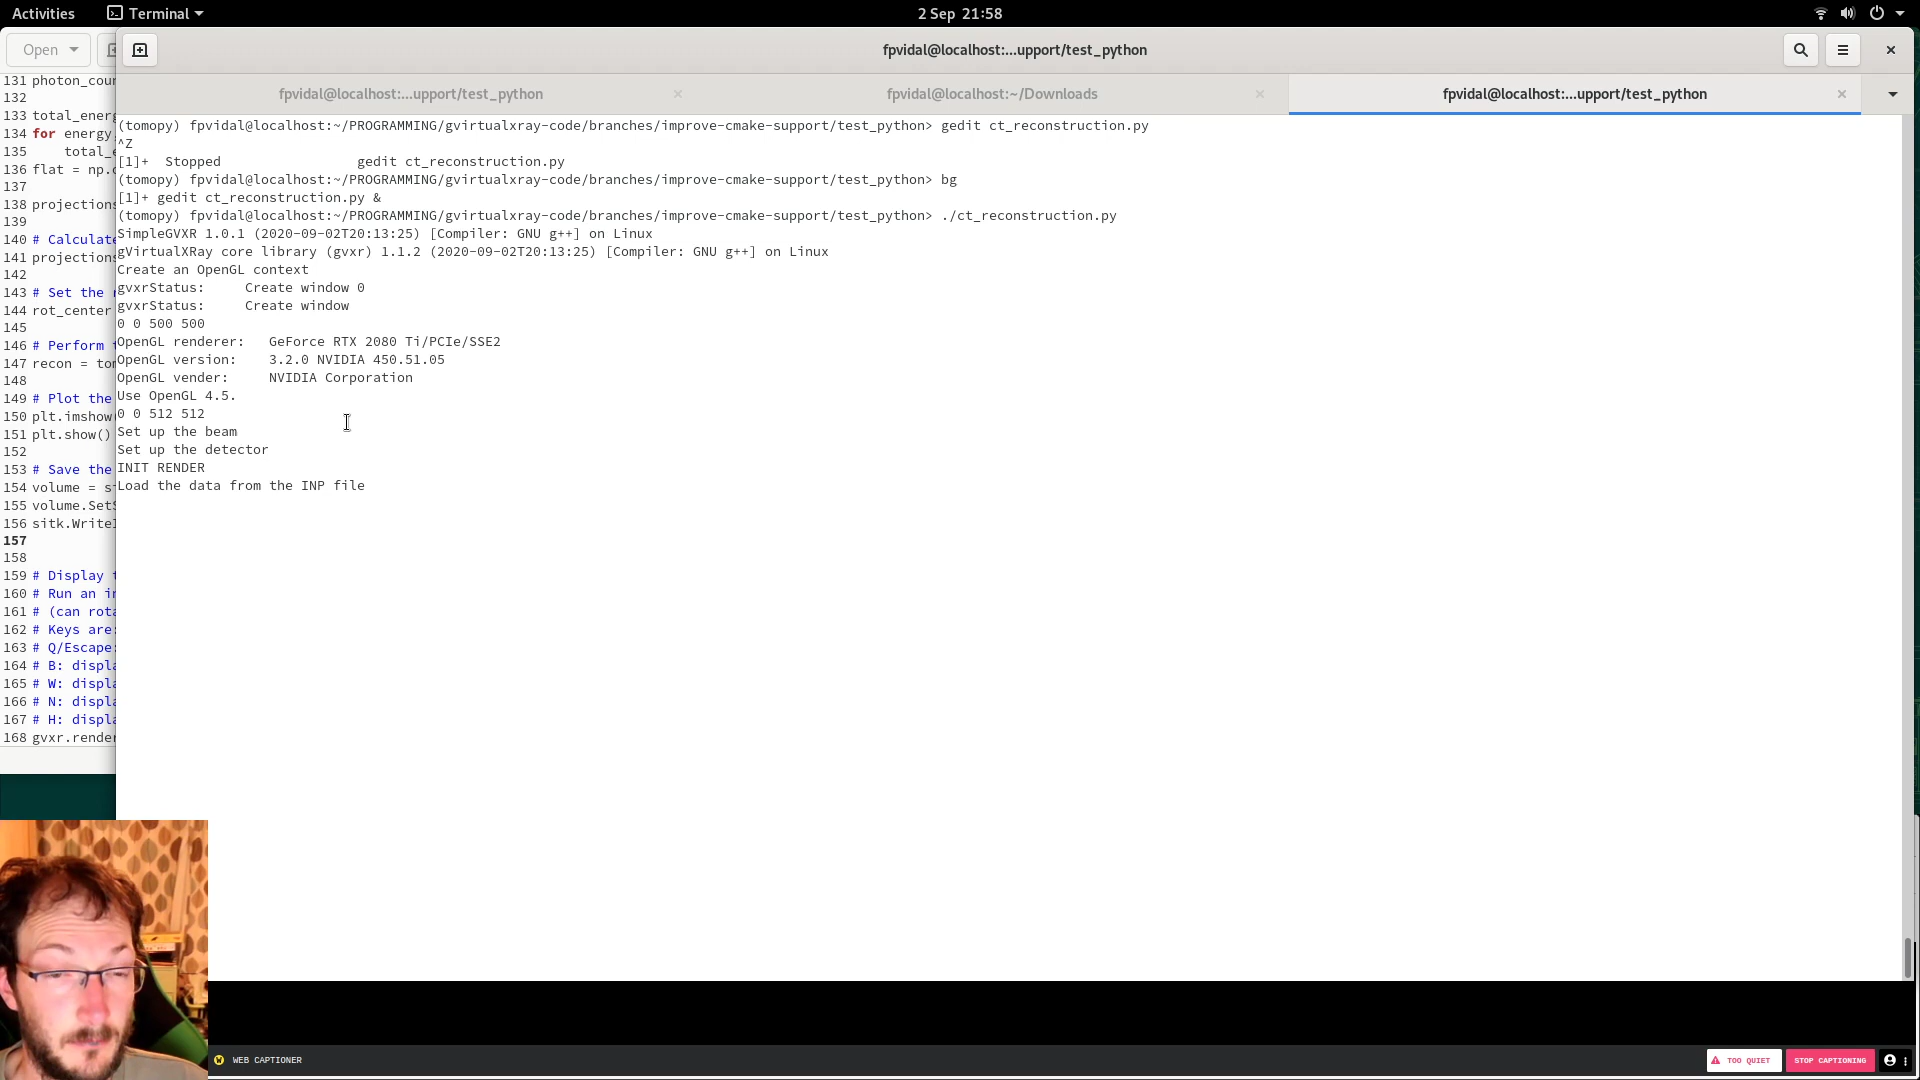 Activities
Terminal
2 Sep 21:58
Open
fpvidal@localhost:...upport/test_python
fpvidal@localhost:...upport/test_python
fpvidal@localhost:~/Downloads
fpvidal@localhost:...upport/test_python
131 photon_cour
132
133 total_energ
134 for energy
135 total_e
136 flat = np.o
137
138 projections
139
140 # Calculate
141 projections
142
143 # Set the r
144 rot_center
145
146 # Perform t
147 recon = tom
148
149 # Plot the
150 plt.imshow
151 plt.show()
152
153 # Save the
154 volume = si
155 volume.SetS
156 sitk.WriteI
157
158
159 # Display t
160 # Run an in
161 # (can rota
162 # Keys are:
163 # Q/Escape:
164 # B: displa
165 # W: displa
166 # N: displa
167 # H: displa
168 gvxr.render
(tomopy) fpvidal@localhost:~/PROGRAMMING/gvirtualxray-code/branches/improve-cmake-support/test_python> gedit ct_reconstruction.py
^Z
[1]+  Stopped                 gedit ct_reconstruction.py
(tomopy) fpvidal@localhost:~/PROGRAMMING/gvirtualxray-code/branches/improve-cmake-support/test_python> bg
[1]+ gedit ct_reconstruction.py &
(tomopy) fpvidal@localhost:~/PROGRAMMING/gvirtualxray-code/branches/improve-cmake-support/test_python> ./ct_reconstruction.py
SimpleGVXR 1.0.1 (2020-09-02T20:13:25) [Compiler: GNU g++] on Linux
gVirtualXRay core library (gvxr) 1.1.2 (2020-09-02T20:13:25) [Compiler: GNU g++] on Linux
Create an OpenGL context
gvxrStatus:     Create window 0
gvxrStatus:     Create window
0 0 500 500
OpenGL renderer:   GeForce RTX 2080 Ti/PCIe/SSE2
OpenGL version:    3.2.0 NVIDIA 450.51.05
OpenGL vender:     NVIDIA Corporation
Use OpenGL 4.5.
0 0 512 512
Set up the beam
Set up the detector
INIT RENDER
Load the data from the INP file
WEB CAPTIONER
TOO QUIET
STOP CAPTIONING